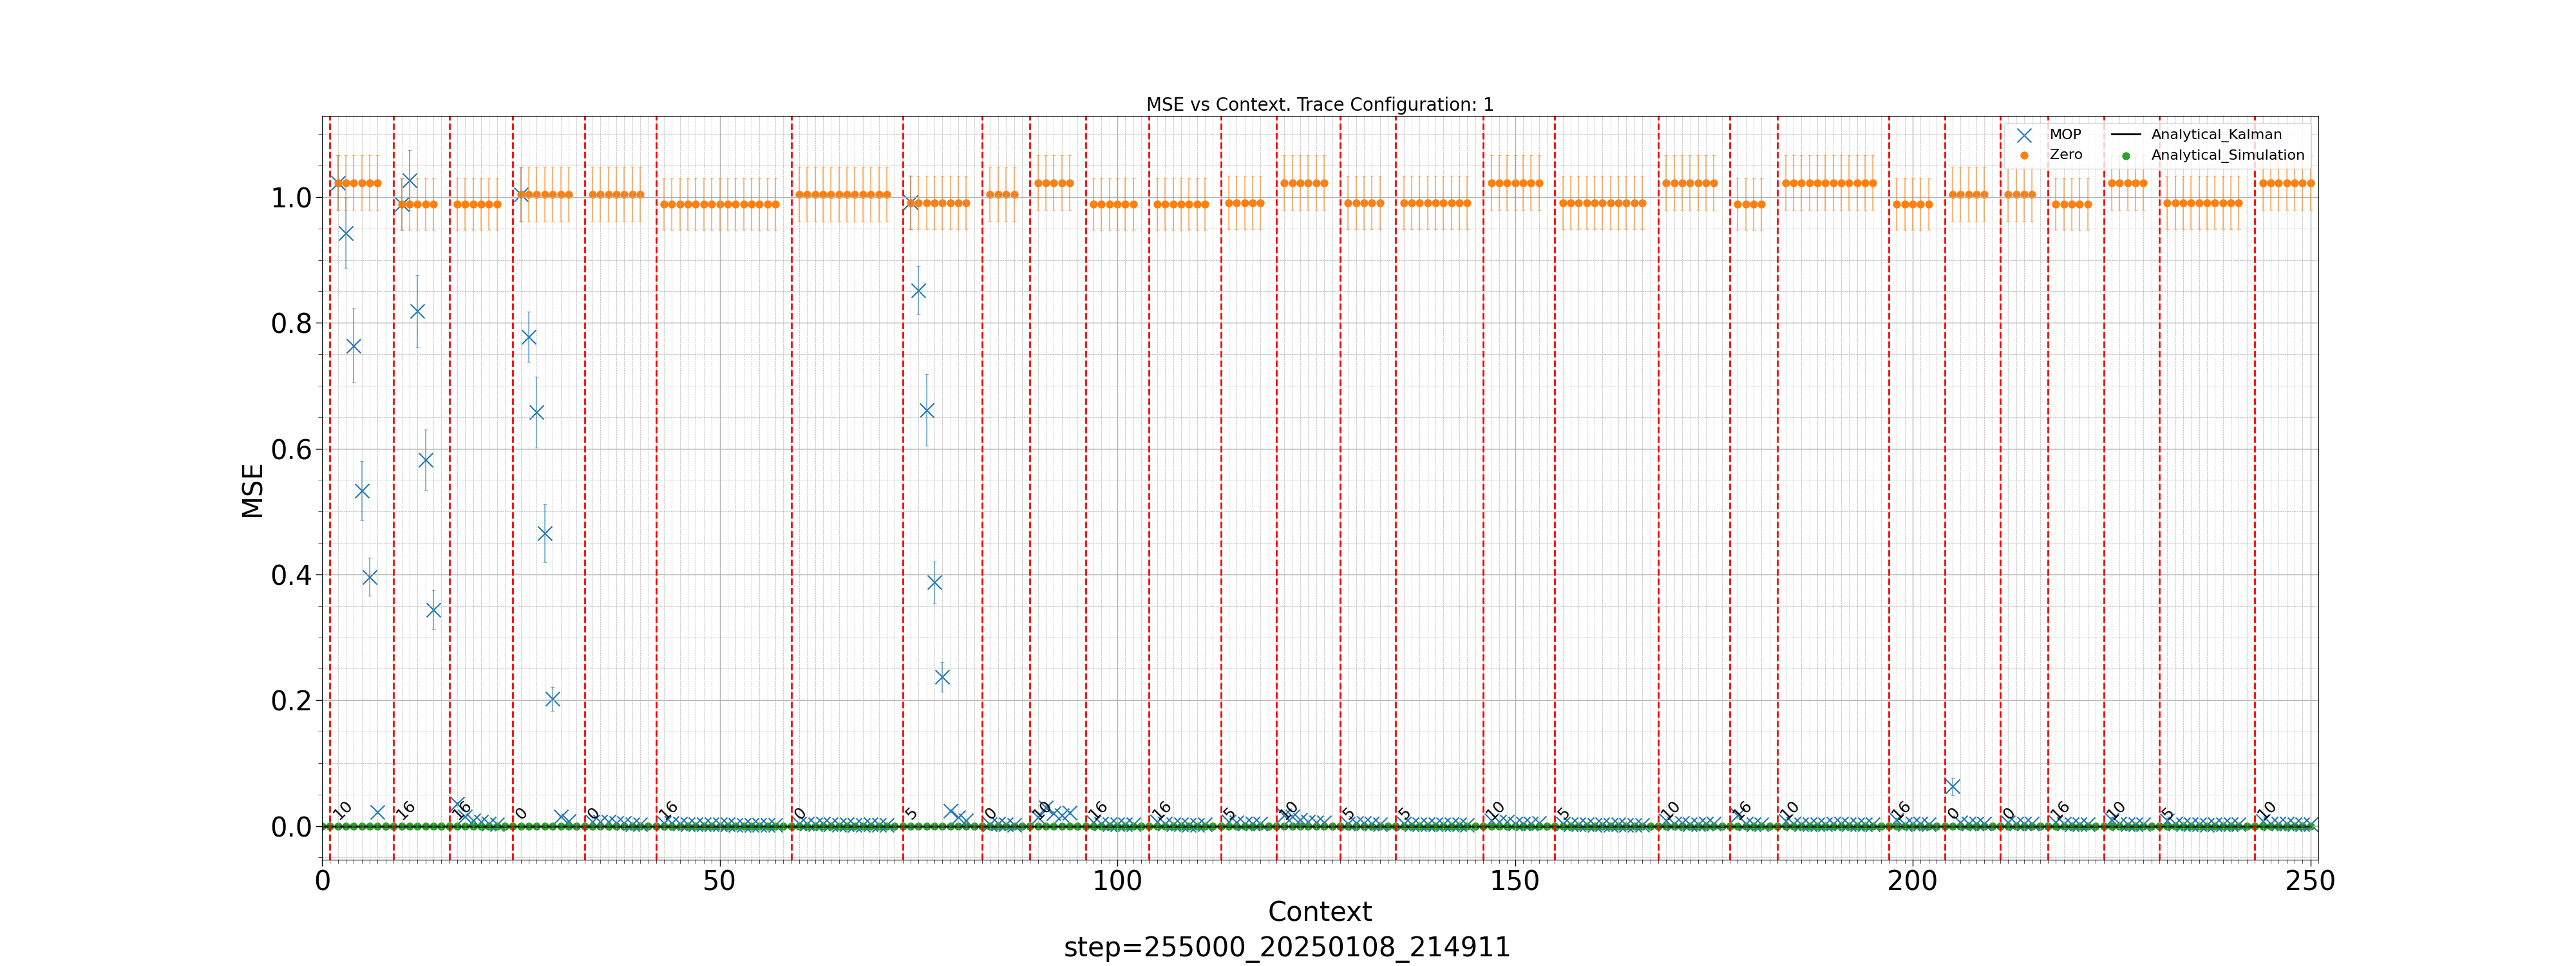 MSE vs Context. Trace Configuration: 1
MOP
Zero
Analytical_Kalman
Analytical_Simulation
MSE
1.0
0.8
0.6
0.4
0.2
0.0
10 16 16 0 0 16 0 5 0 10 16 16 5 10 5 5 10 5 10 16 10 16 0 0 16 10 5 10
0 50 100 150 200 250
Context
step=255000_20250108_214911